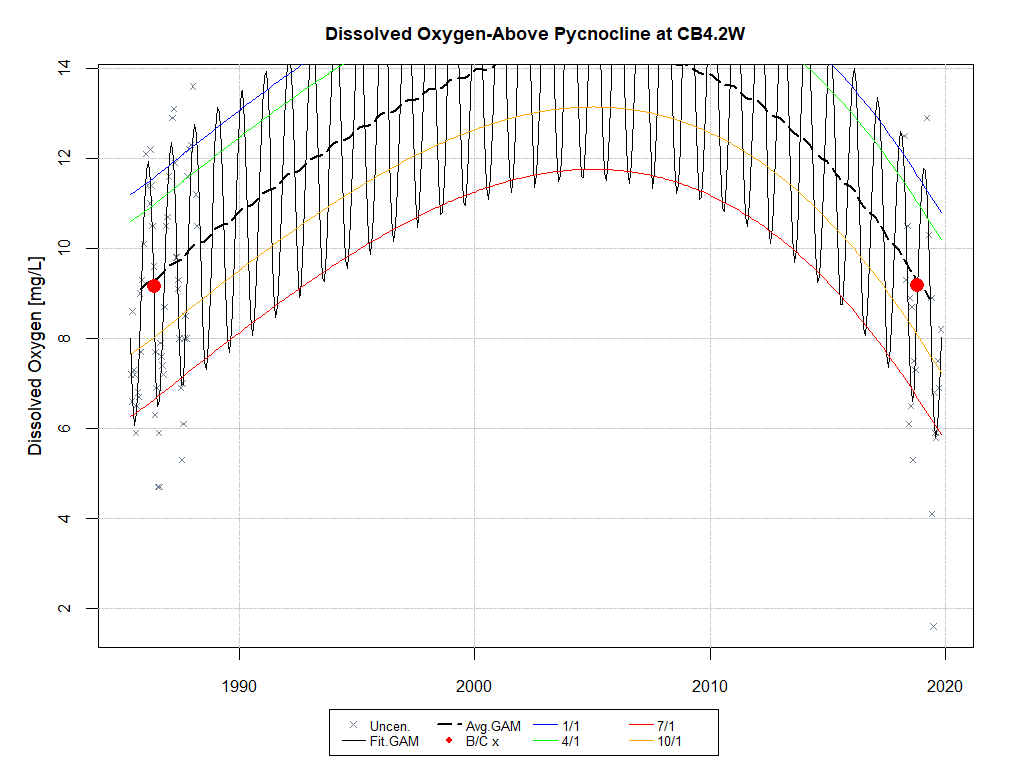 Dissolved Oxygen-Above Pycnocline at CB4.2W
Dissolved Oxygen [mg/L]
14
12
10
8
6
4
2
1990 2000 2010 2020
Uncen. Avg.GAM 1/1 7/1
Fit.GAM B/C x 4/1 10/1